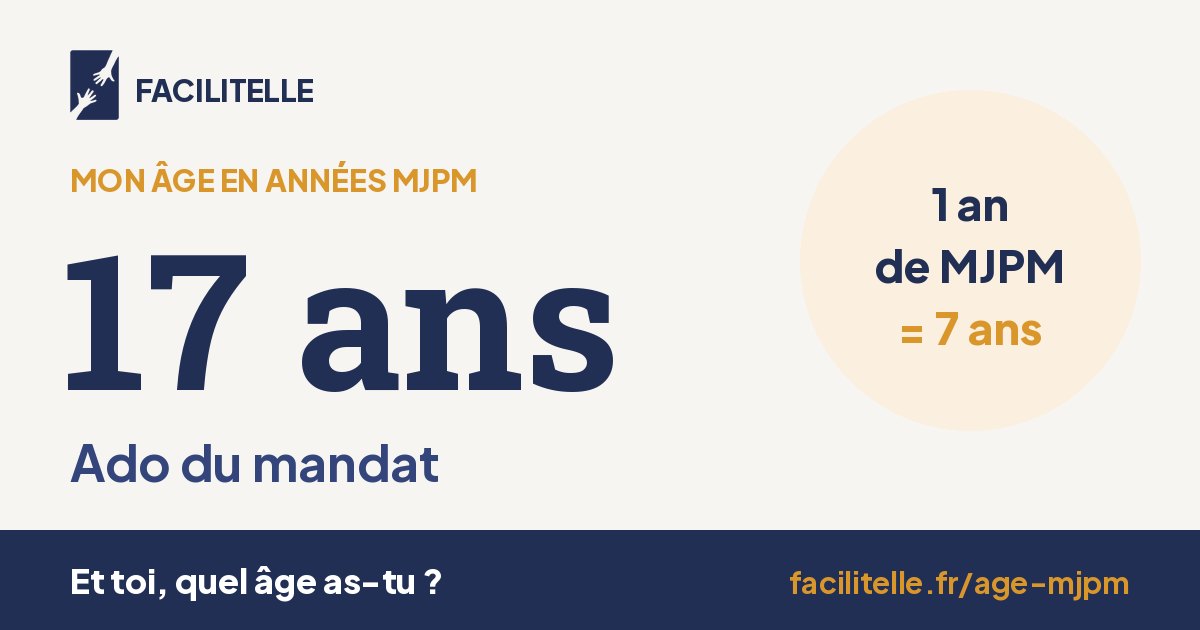 FACILITELLE
MON ÂGE EN ANNÉES MJPM
17 ans
Ado du mandat
1 an
de MJPM
= 7 ans
Et toi, quel âge as-tu ?
facilitelle.fr/age-mjpm